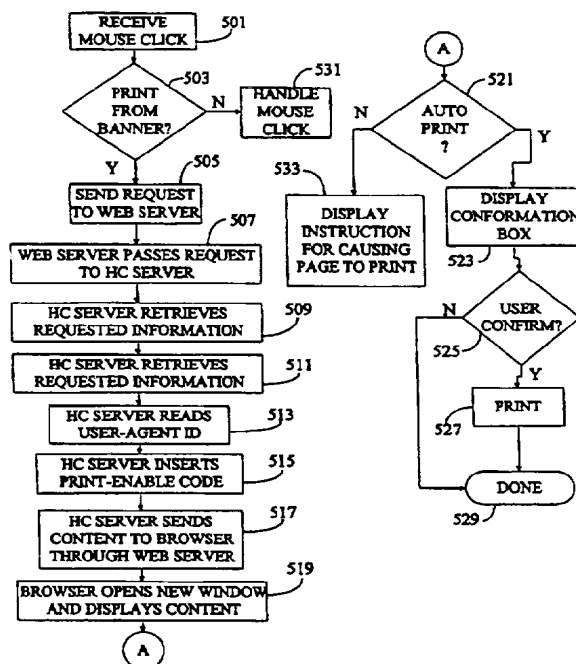 RECEIVE
MOUSE CLICK
501
PRINT
FROM
BANNER?
503
N
Y
HANDLE
MOUSE
CLICK
531
SEND REQUEST
TO WEB SERVER
505
WEB SERVER PASSES REQUEST
TO HC SERVER
507
HC SERVER RETRIEVES
REQUESTED INFORMATION
509
HC SERVER RETRIEVES
REQUESTED INFORMATION
511
HC SERVER READS
USER-AGENT ID
513
HC SERVER INSERTS
PRINT-ENABLE CODE
515
HC SERVER SENDS
CONTENT TO BROWSER
THROUGH WEB SERVER
517
BROWSER OPENS NEW WINDOW
AND DISPLAYS CONTENT
519
A
A
AUTO
PRINT
?
521
N
Y
533
DISPLAY
INSTRUCTION
FOR CAUSING
PAGE TO PRINT
DISPLAY
CONFORMATION
BOX
523
USER
CONFIRM?
525
N
Y
PRINT
527
DONE
529